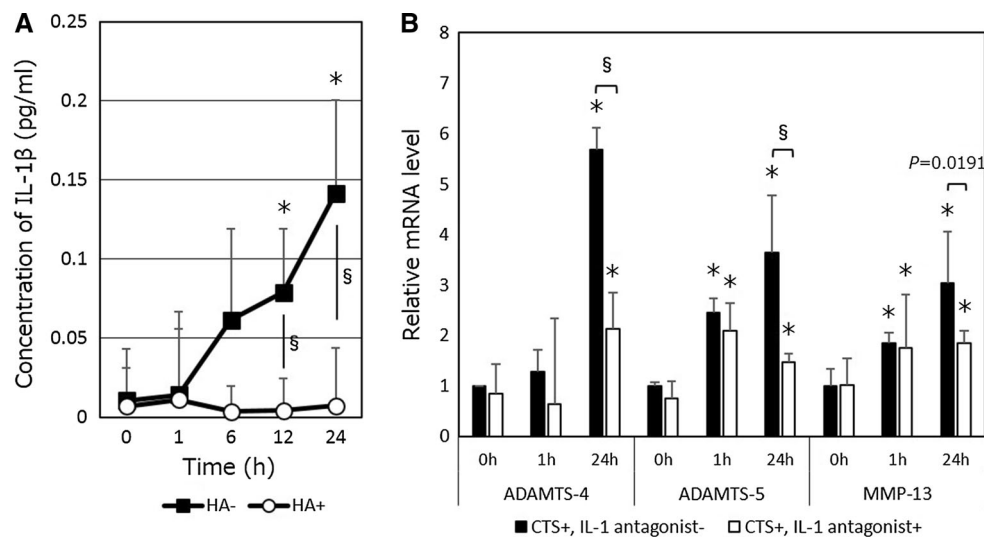 A
Concentration of IL-1β (pg/ml)
0.25
0.2
0.15
0.1
0.05
0
*
*
§
§
0 1 6 12 24
Time (h)
HA- HA+
B
Relative mRNA level
8
7
6
5
4
3
2
1
0
§
*
*
§
*
* *
*
P=0.0191
*
* *
*
0h 1h 24h 0h 1h 24h 0h 1h 24h
ADAMTS-4 ADAMTS-5 MMP-13
CTS+, IL-1 antagonist- CTS+, IL-1 antagonist+